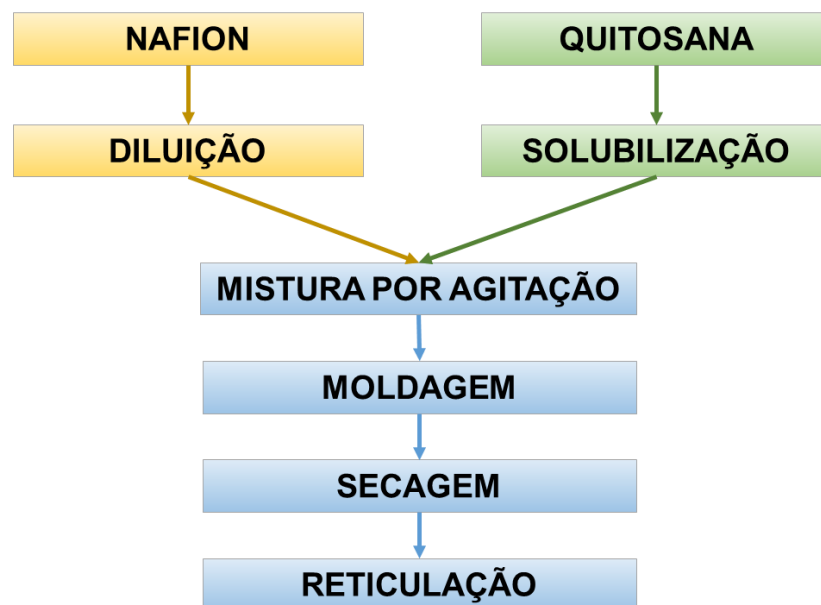 NAFION
QUITOSANA
DILUIÇÃO
SOLUBILIZAÇÃO
MISTURA POR AGITAÇÃO
MOLDAGEM
SECAGEM
RETICULAÇÃO